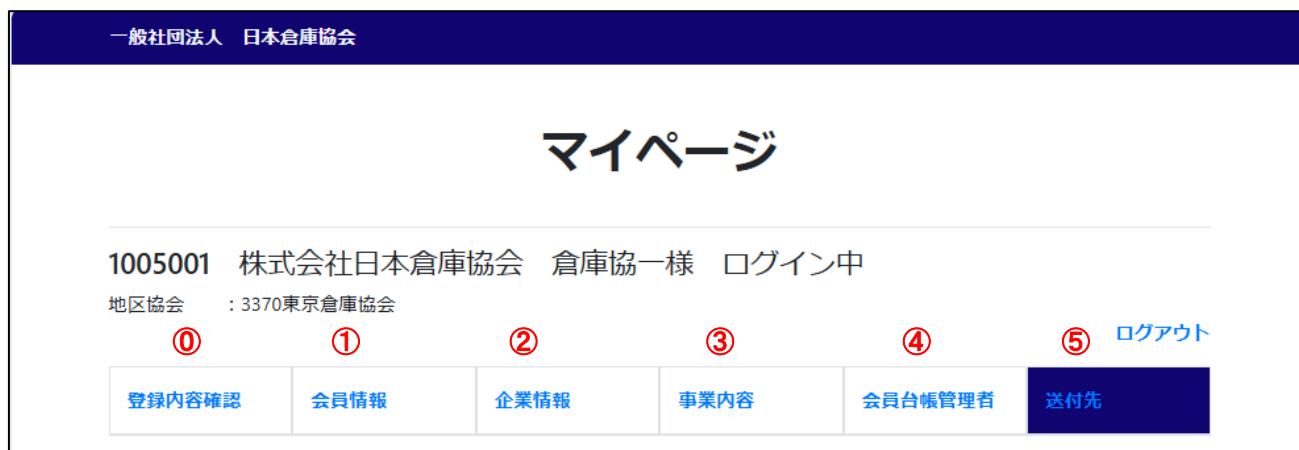 一般社団法人　日本倉庫協会
マイページ
1005001　株式会社日本倉庫協会　倉庫協一様　ログイン中
地区協会　　：3370東京倉庫協会
ログアウト
⓪ ① ② ③ ④ ⑤
登録内容確認 会員情報 企業情報 事業内容 会員台帳管理者 送付先